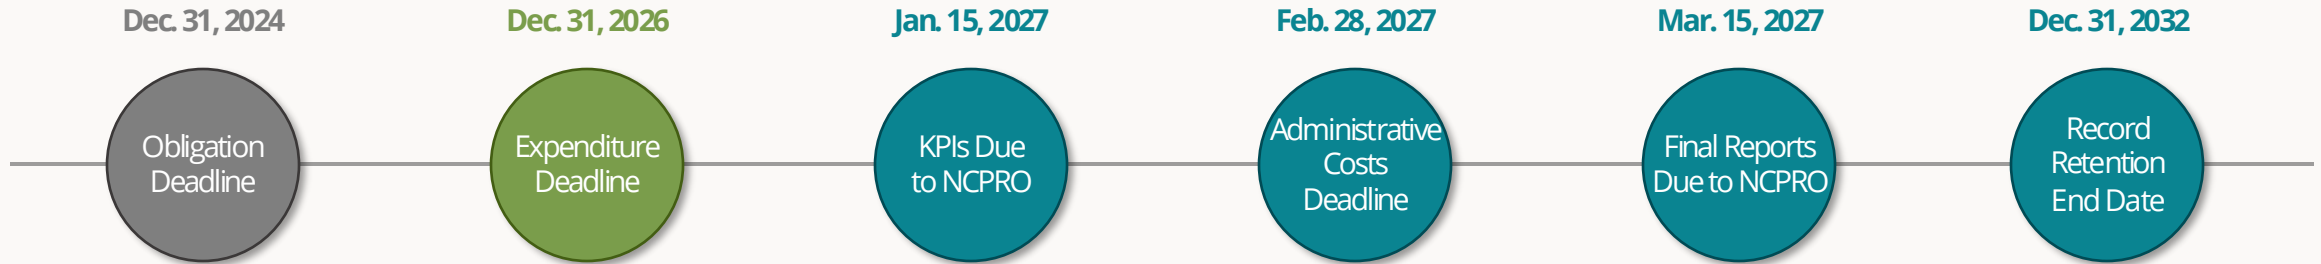 Dec. 31, 2024
Dec. 31, 2026
Jan. 15, 2027
Feb. 28, 2027
Mar. 15, 2027
Dec. 31, 2032
Obligation
Deadline
Expenditure
Deadline
KPIs Due
to NCPRO
Administrative
Costs
Deadline
Final Reports
Due to NCPRO
Record
Retention
End Date